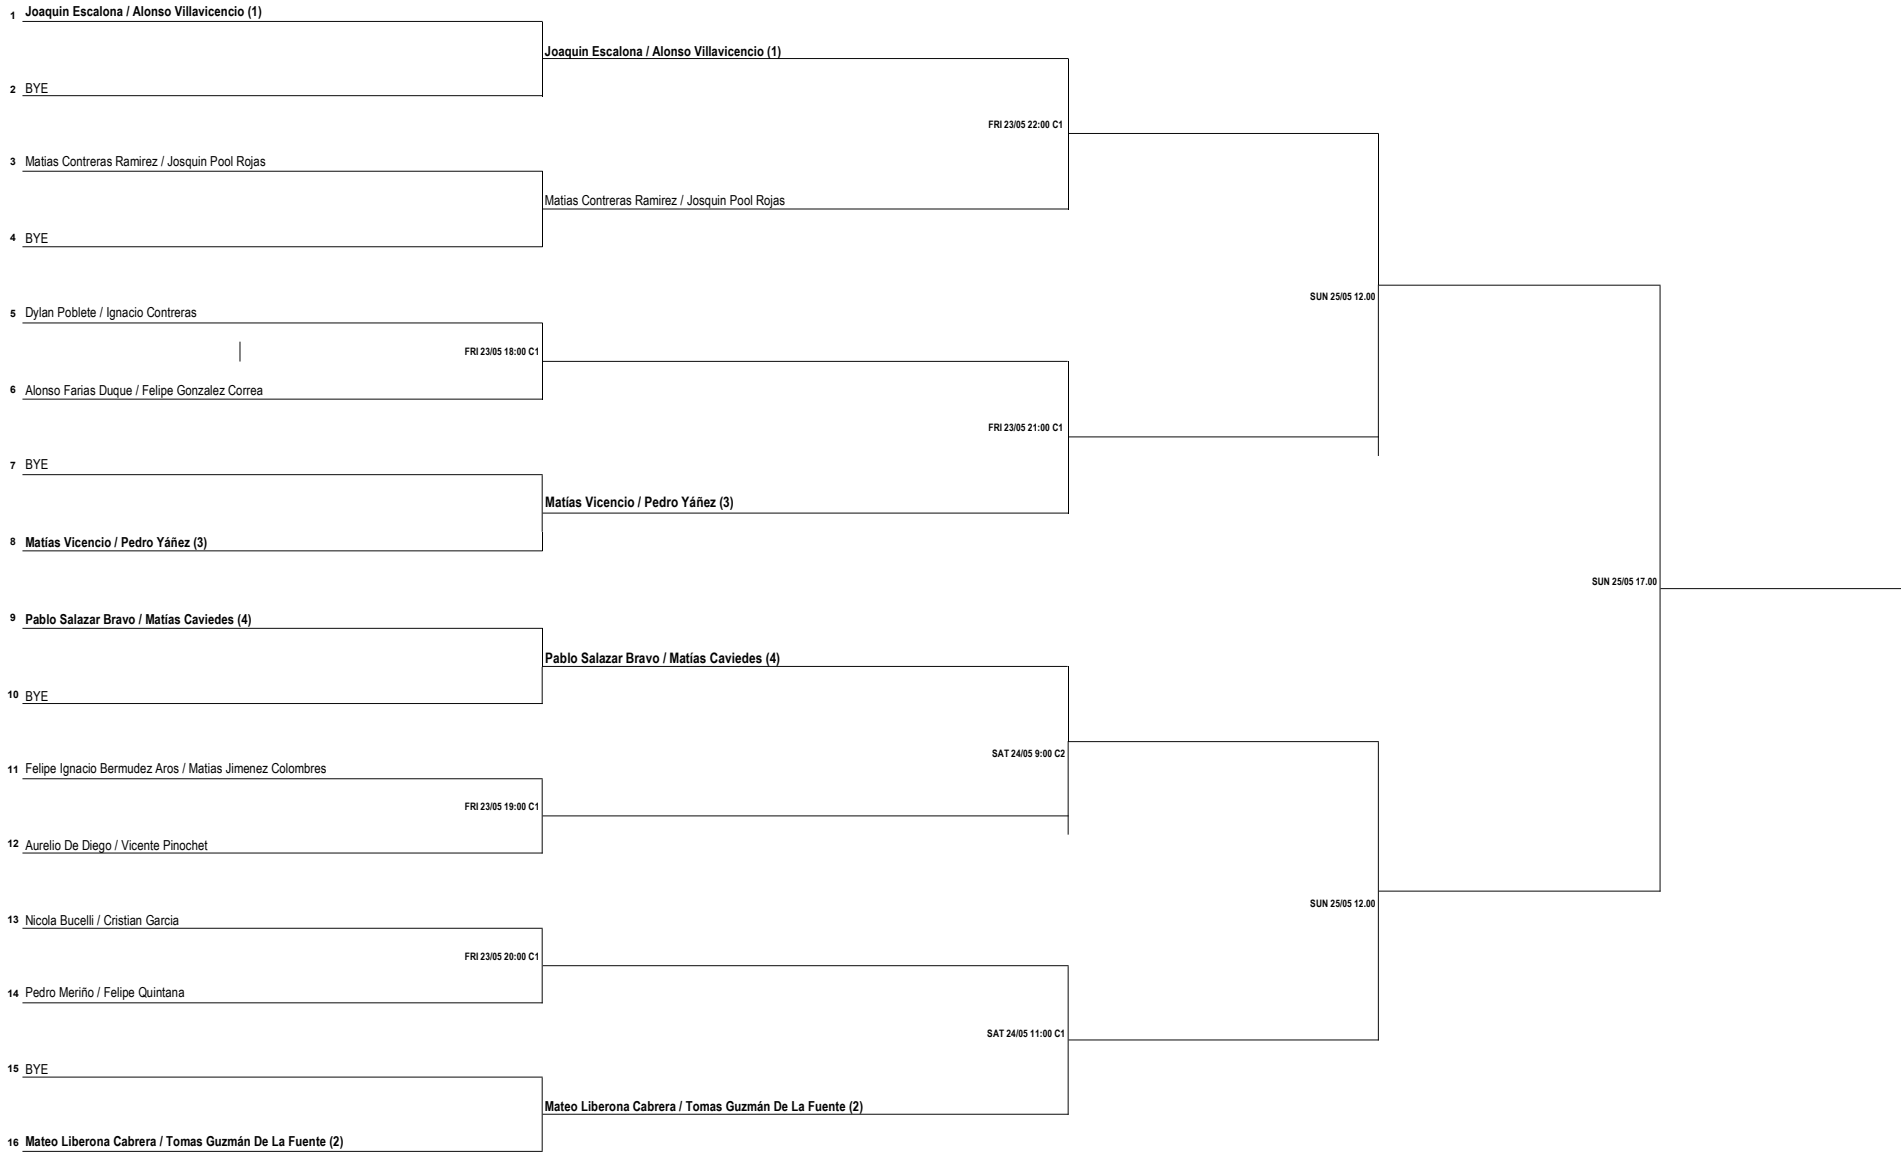 1 Joaquin Escalona / Alonso Villavicencio (1)
Joaquin Escalona / Alonso Villavicencio (1)
2 BYE
FRI 23/05 22:00 C1
3 Matias Contreras Ramirez / Josquin Pool Rojas
Matias Contreras Ramirez / Josquin Pool Rojas
4 BYE
SUN 25/05 12.00
5 Dylan Poblete / Ignacio Contreras
FRI 23/05 18:00 C1
6 Alonso Farias Duque / Felipe Gonzalez Correa
FRI 23/05 21:00 C1
7 BYE
Matías Vicencio / Pedro Yáñez (3)
8 Matías Vicencio / Pedro Yáñez (3)
SUN 25/05 17.00
9 Pablo Salazar Bravo / Matías Caviedes (4)
Pablo Salazar Bravo / Matías Caviedes (4)
10 BYE
SAT 24/05 9:00 C2
11 Felipe Ignacio Bermudez Aros / Matias Jimenez Colombres
FRI 23/05 19:00 C1
12 Aurelio De Diego / Vicente Pinochet
SUN 25/05 12.00
13 Nicola Bucelli / Cristian Garcia
FRI 23/05 20:00 C1
14 Pedro Meriño / Felipe Quintana
SAT 24/05 11:00 C1
15 BYE
Mateo Liberona Cabrera / Tomas Guzmán De La Fuente (2)
16 Mateo Liberona Cabrera / Tomas Guzmán De La Fuente (2)